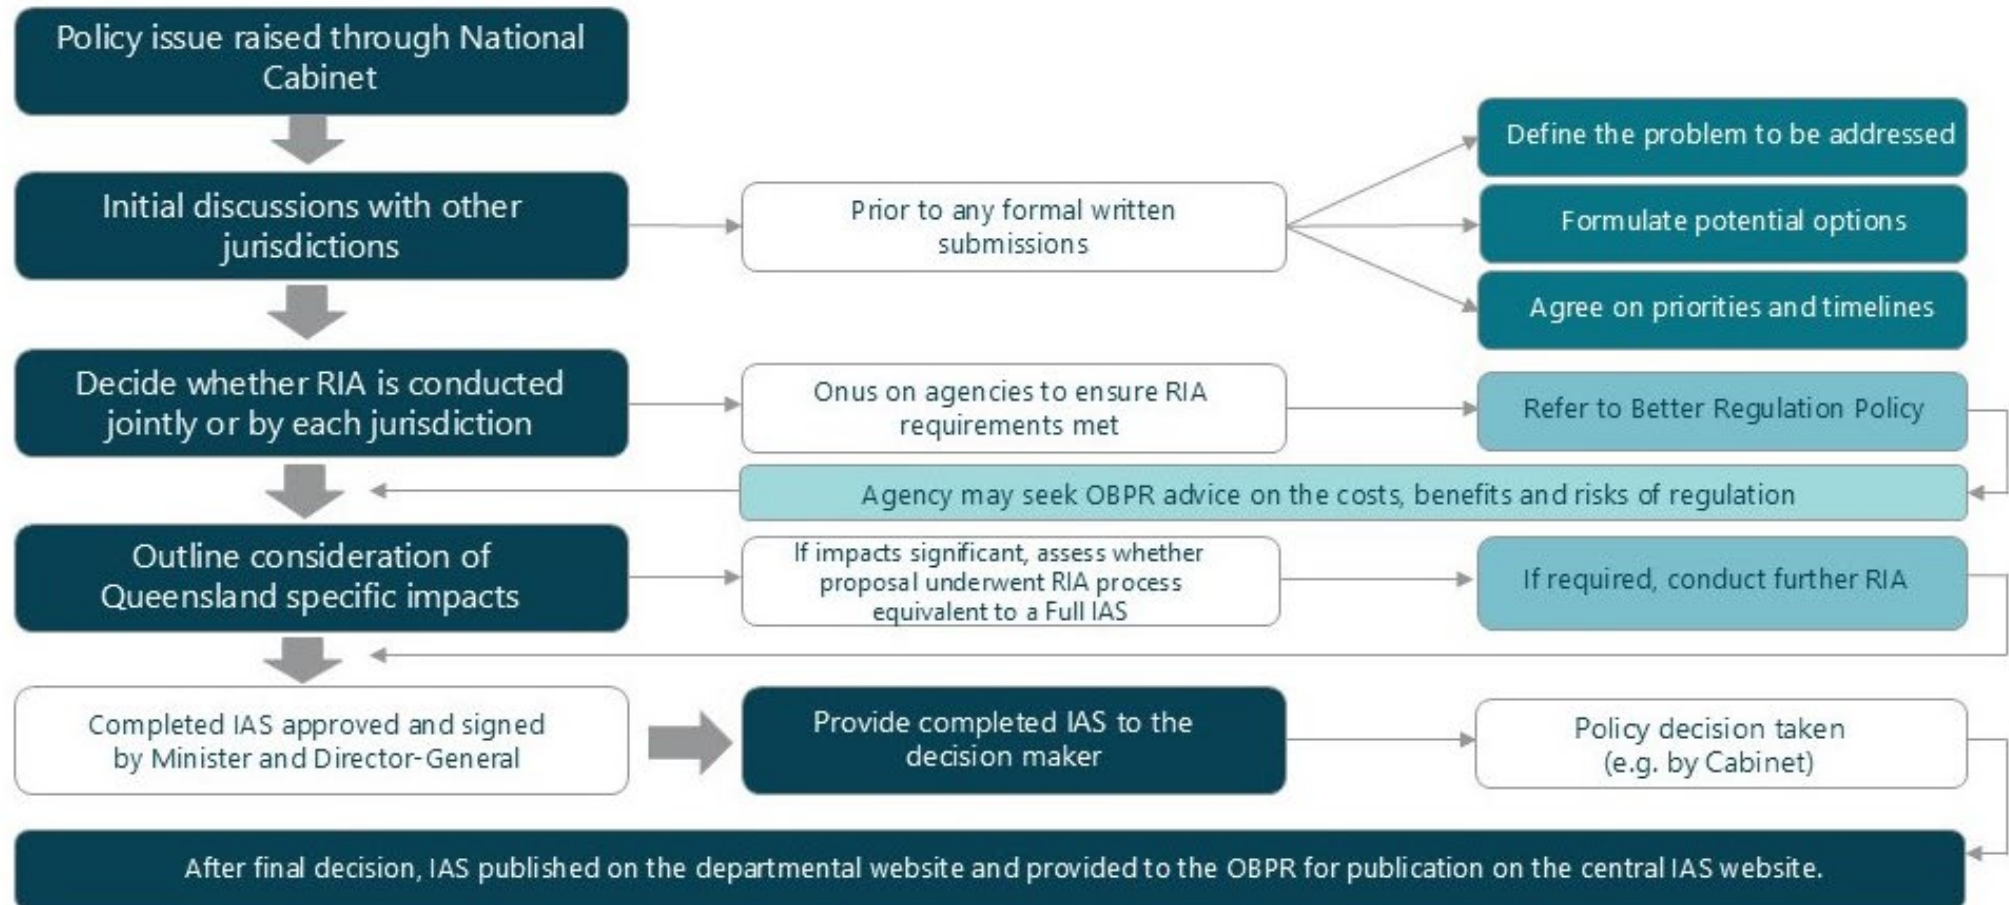 Policy issue raised through National
Cabinet
Initial discussions with other
jurisdictions
Prior to any formal written
submissions
Define the problem to be addressed
Formulate potential options
Agree on priorities and timelines
Decide whether RIA is conducted
jointly or by each jurisdiction
Onus on agencies to ensure RIA
requirements met
Refer to Better Regulation Policy
Agency may seek OBPR advice on the costs, benefits and risks of regulation
Outline consideration of
Queensland specific impacts
If impacts significant, assess whether
proposal underwent RIA process
equivalent to a Full IAS
If required, conduct further RIA
Completed IAS approved and signed
by Minister and Director-General
Provide completed IAS to the
decision maker
Policy decision taken
(e.g. by Cabinet)
After final decision, IAS published on the departmental website and provided to the OBPR for publication on the central IAS website.